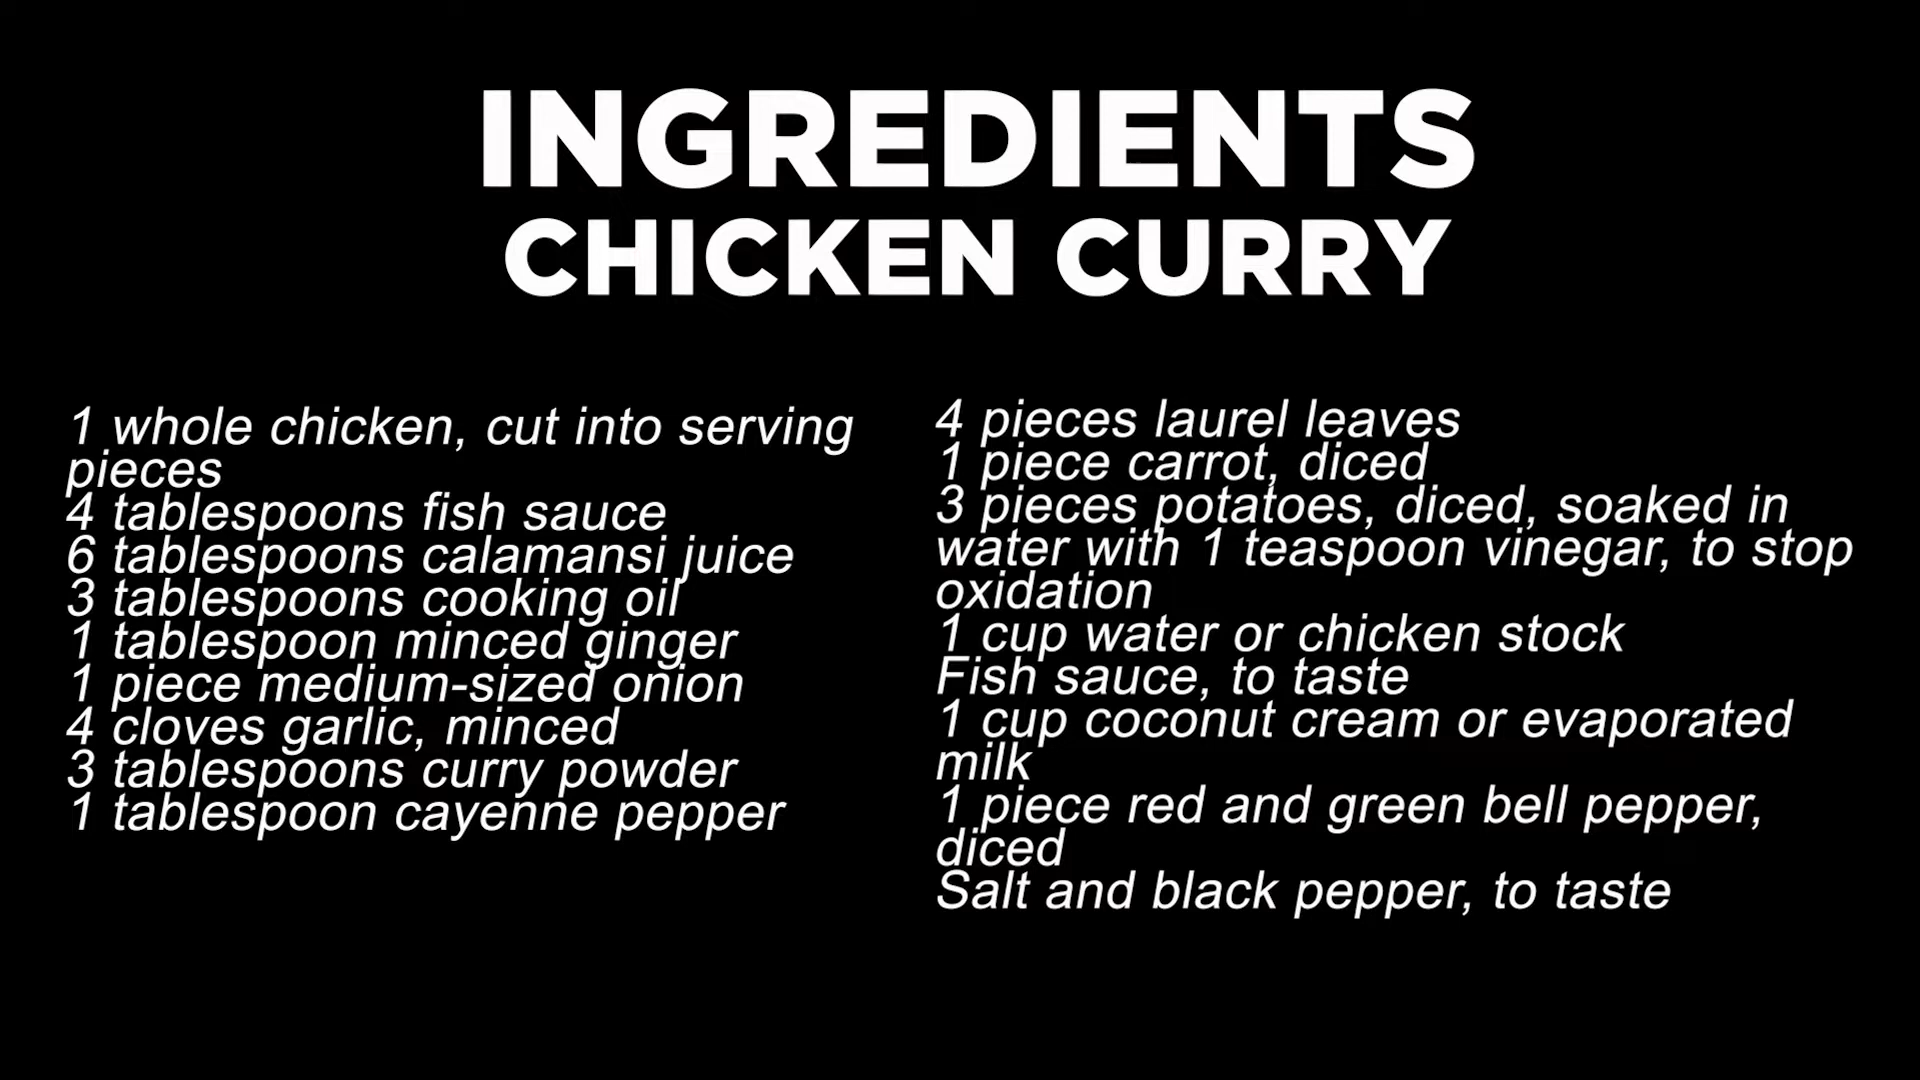 INGREDIENTS
CHICKEN CURRY
1 whole chicken, cut into serving
pieces
4 tablespoons fish sauce
6 tablespoons calamansi juice
3 tablespoons cooking oil
1 tablespoon minced ginger
1 piece medium-sized onion
4 cloves garlic, minced
3 tablespoons curry powder
1 tablespoon cayenne pepper
4 pieces laurel leaves
1 piece carrot, diced
3 pieces potatoes, diced, soaked in
water with 1 teaspoon vinegar, to stop
oxidation
1 cup water or chicken stock
Fish sauce, to taste
1 cup coconut cream or evaporated
milk
1 piece red and green bell pepper,
diced
Salt and black pepper, to taste